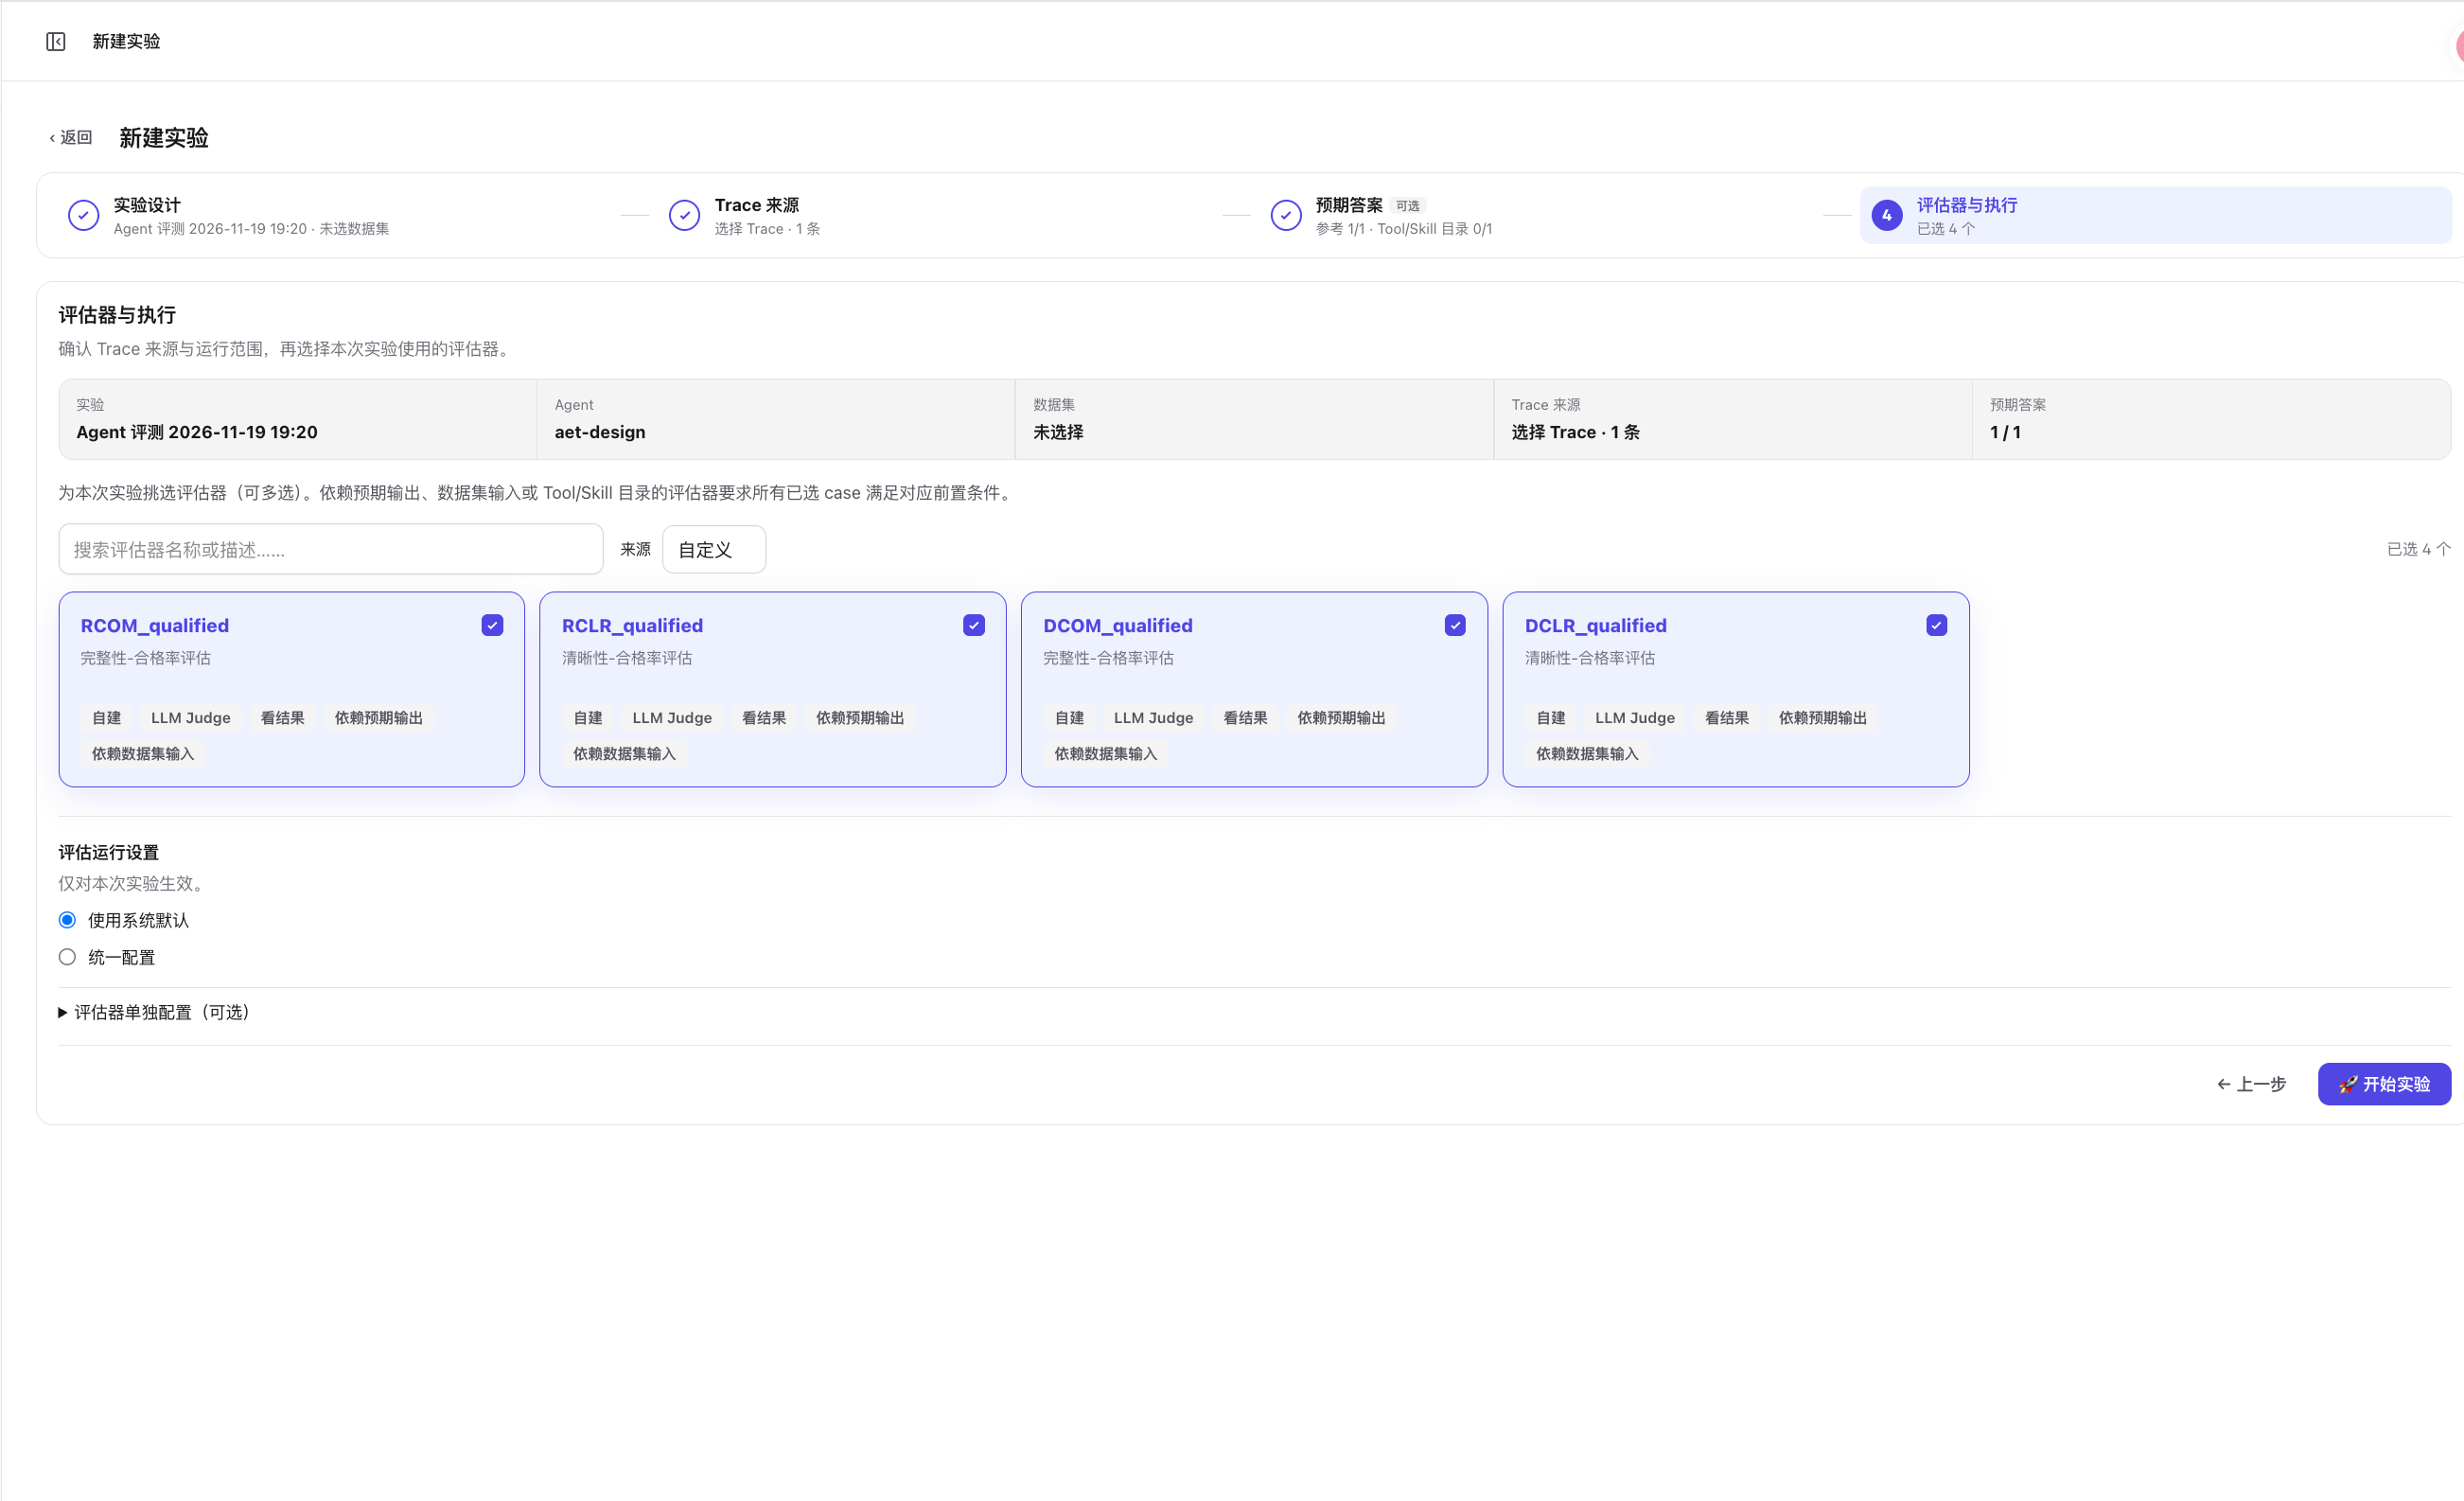 新建实验
‹ 返回 新建实验
实验设计
Agent 评测 2026-11-19 19:20 · 未选数据集
Trace 来源
选择 Trace · 1 条
预期答案 可选
参考 1/1 · Tool/Skill 目录 0/1
4
评估器与执行
已选 4 个
评估器与执行
确认 Trace 来源与运行范围，再选择本次实验使用的评估器。
实验
Agent 评测 2026-11-19 19:20
Agent
aet-design
数据集
未选择
Trace 来源
选择 Trace · 1 条
预期答案
1 / 1
为本次实验挑选评估器（可多选）。依赖预期输出、数据集输入或 Tool/Skill 目录的评估器要求所有已选 case 满足对应前置条件。
搜索评估器名称或描述……
来源 自定义
已选 4 个
RCOM_qualified
完整性-合格率评估
自建 LLM Judge 看结果 依赖预期输出
依赖数据集输入
RCLR_qualified
清晰性-合格率评估
自建 LLM Judge 看结果 依赖预期输出
依赖数据集输入
DCOM_qualified
完整性-合格率评估
自建 LLM Judge 看结果 依赖预期输出
依赖数据集输入
DCLR_qualified
清晰性-合格率评估
自建 LLM Judge 看结果 依赖预期输出
依赖数据集输入
评估运行设置
仅对本次实验生效。
使用系统默认
统一配置
▶ 评估器单独配置（可选）
← 上一步
🚀 开始实验